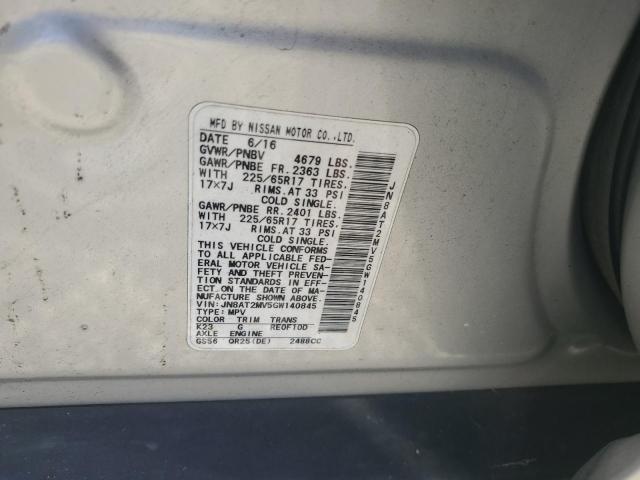 MFD BY NISSAN MOTOR CO.,LTD.
DATE 6/16
GVWR/PNBV 4679 LBS.
GAWR/PNBE FR. 2363 LBS.
WITH 225/65R17 TIRES.
17×7J RIMS.AT 33 PSI
COLD SINGLE.
GAWR/PNBE RR. 2401 LBS.
WITH 225/65R17 TIRES.
17×7J RIMS.AT 33 PSI
COLD SINGLE.
THIS VEHICLE CONFORMS
TO ALL APPLICABLE FED-
ERAL MOTOR VEHICLE SA-
FETY AND THEFT PREVEN-
TION STANDARDS IN EFF-
ECT ON THE DATE OF MA-
NUFACTURE SHOWN ABOVE.
VIN:JN8AT2MV5GW140845
TYPE:MPV
COLOR TRIM TRANS
K23 G RE0F10D
AXLE ENGINE
GS56 QR25(DE) 2488CC
JN8AT2MV5GW140845